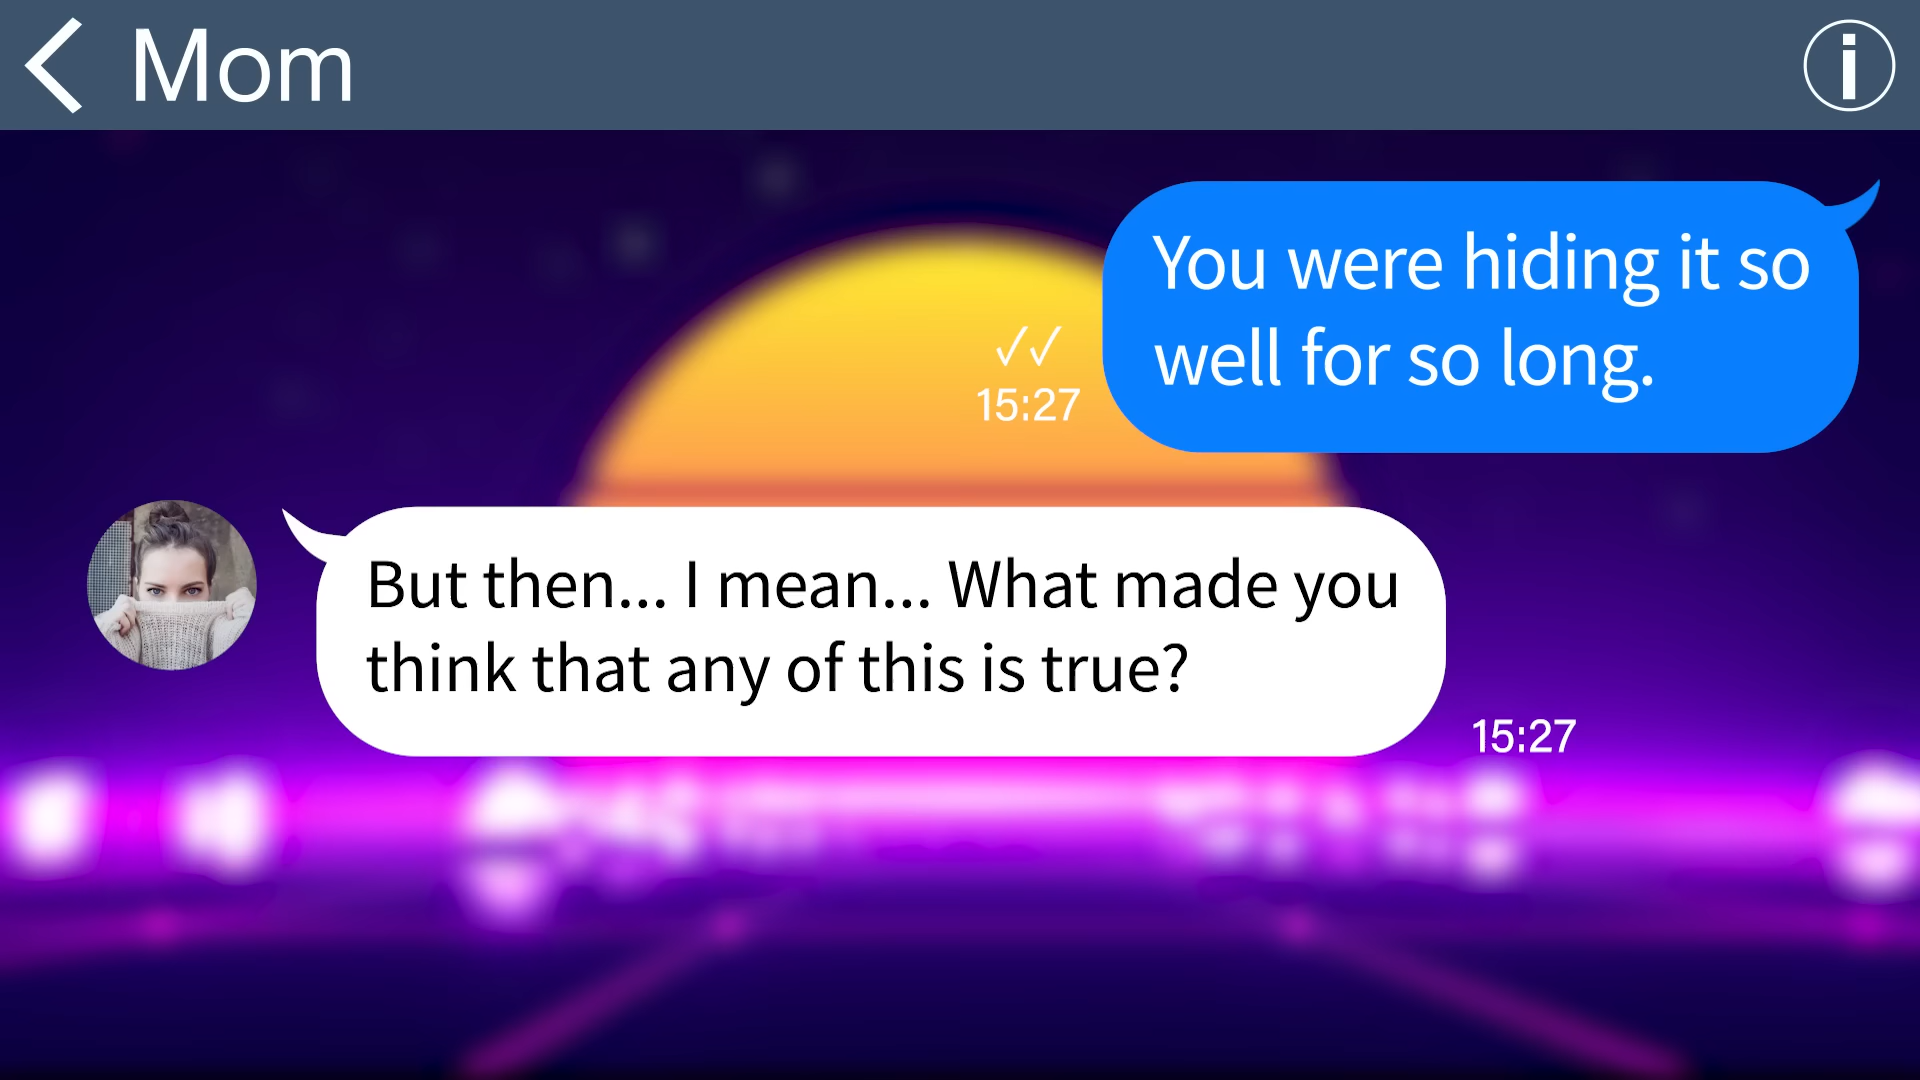 Mom
You were hiding it so
well for so long.
✓✓
15:27
But then... I mean... What made you
think that any of this is true?
15:27